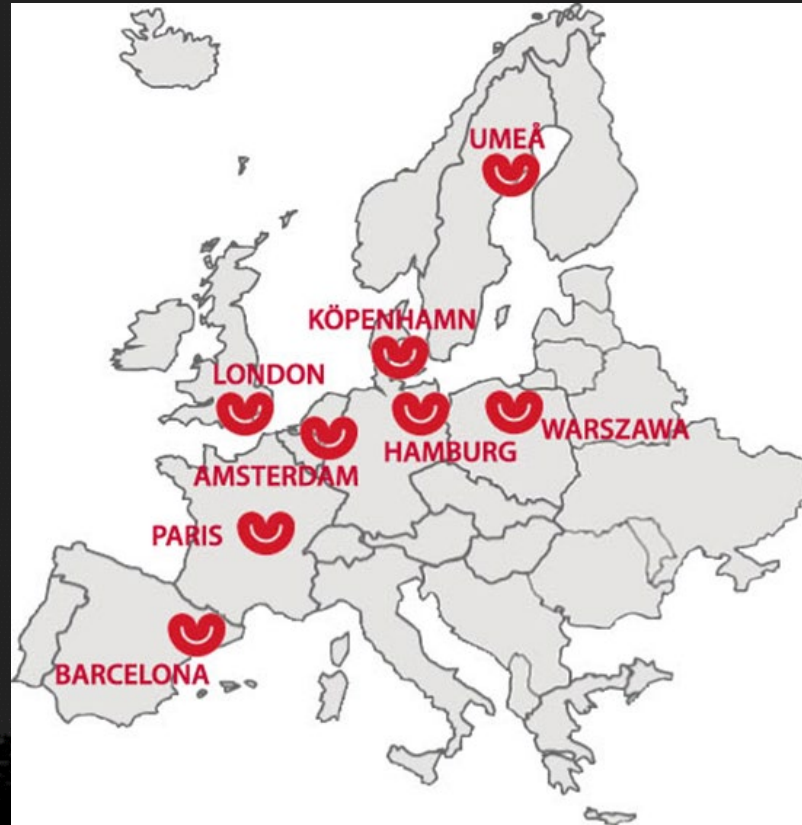 UMEÅ
KÖPENHAMN
LONDON
WARSZAWA
HAMBURG
AMSTERDAM
PARIS
BARCELONA